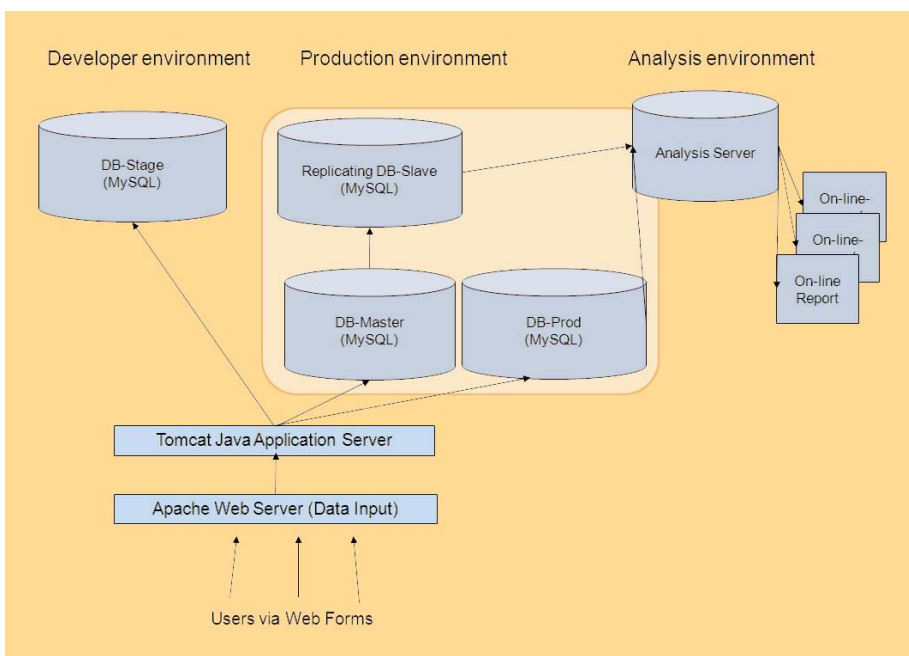 Developer environment
Production environment
Analysis environment
DB-Stage
(MySQL)
Replicating DB-Slave
(MySQL)
Analysis Server
On-line-
On-line-
On-line
Report
DB-Master
(MySQL)
DB-Prod
(MySQL)
Tomcat Java Application Server
Apache Web Server (Data Input)
Users via Web Forms